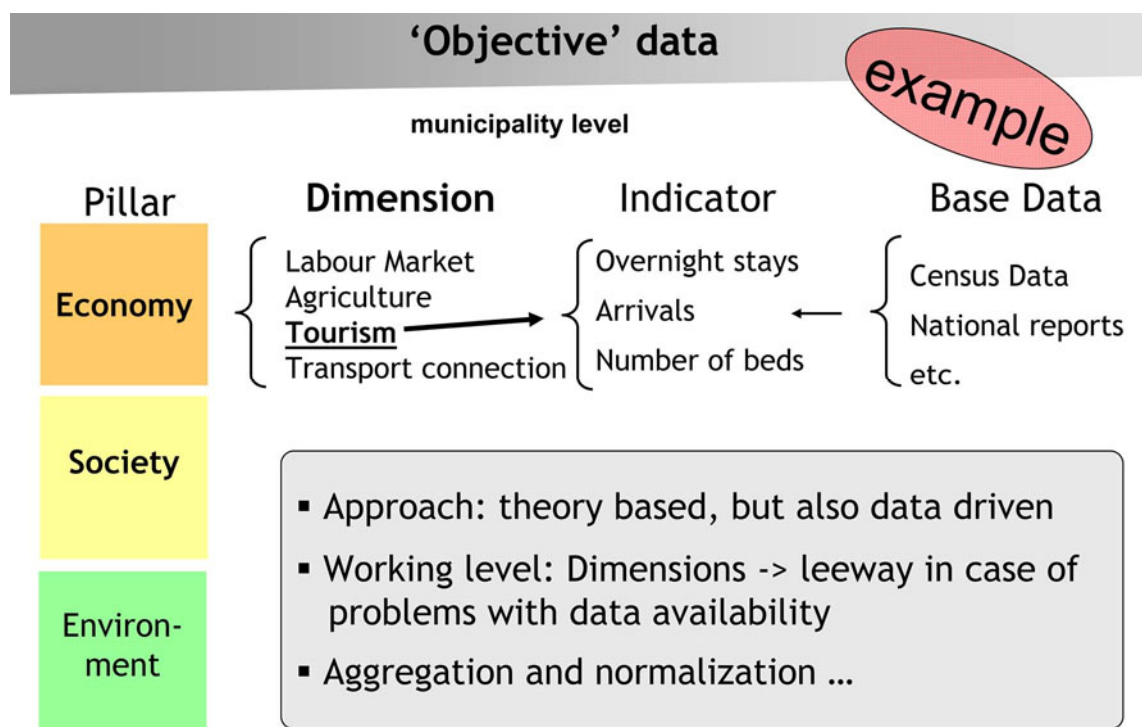 ‘Objective’ data
example
municipality level
Pillar
Dimension
Indicator
Base Data
Economy
Labour Market
Agriculture
Tourism
Transport connection
Overnight stays
Arrivals
Number of beds
Census Data
National reports
etc.
Society
Environ-
ment
▪ Approach: theory based, but also data driven
▪ Working level: Dimensions -> leeway in case of
problems with data availability
▪ Aggregation and normalization …